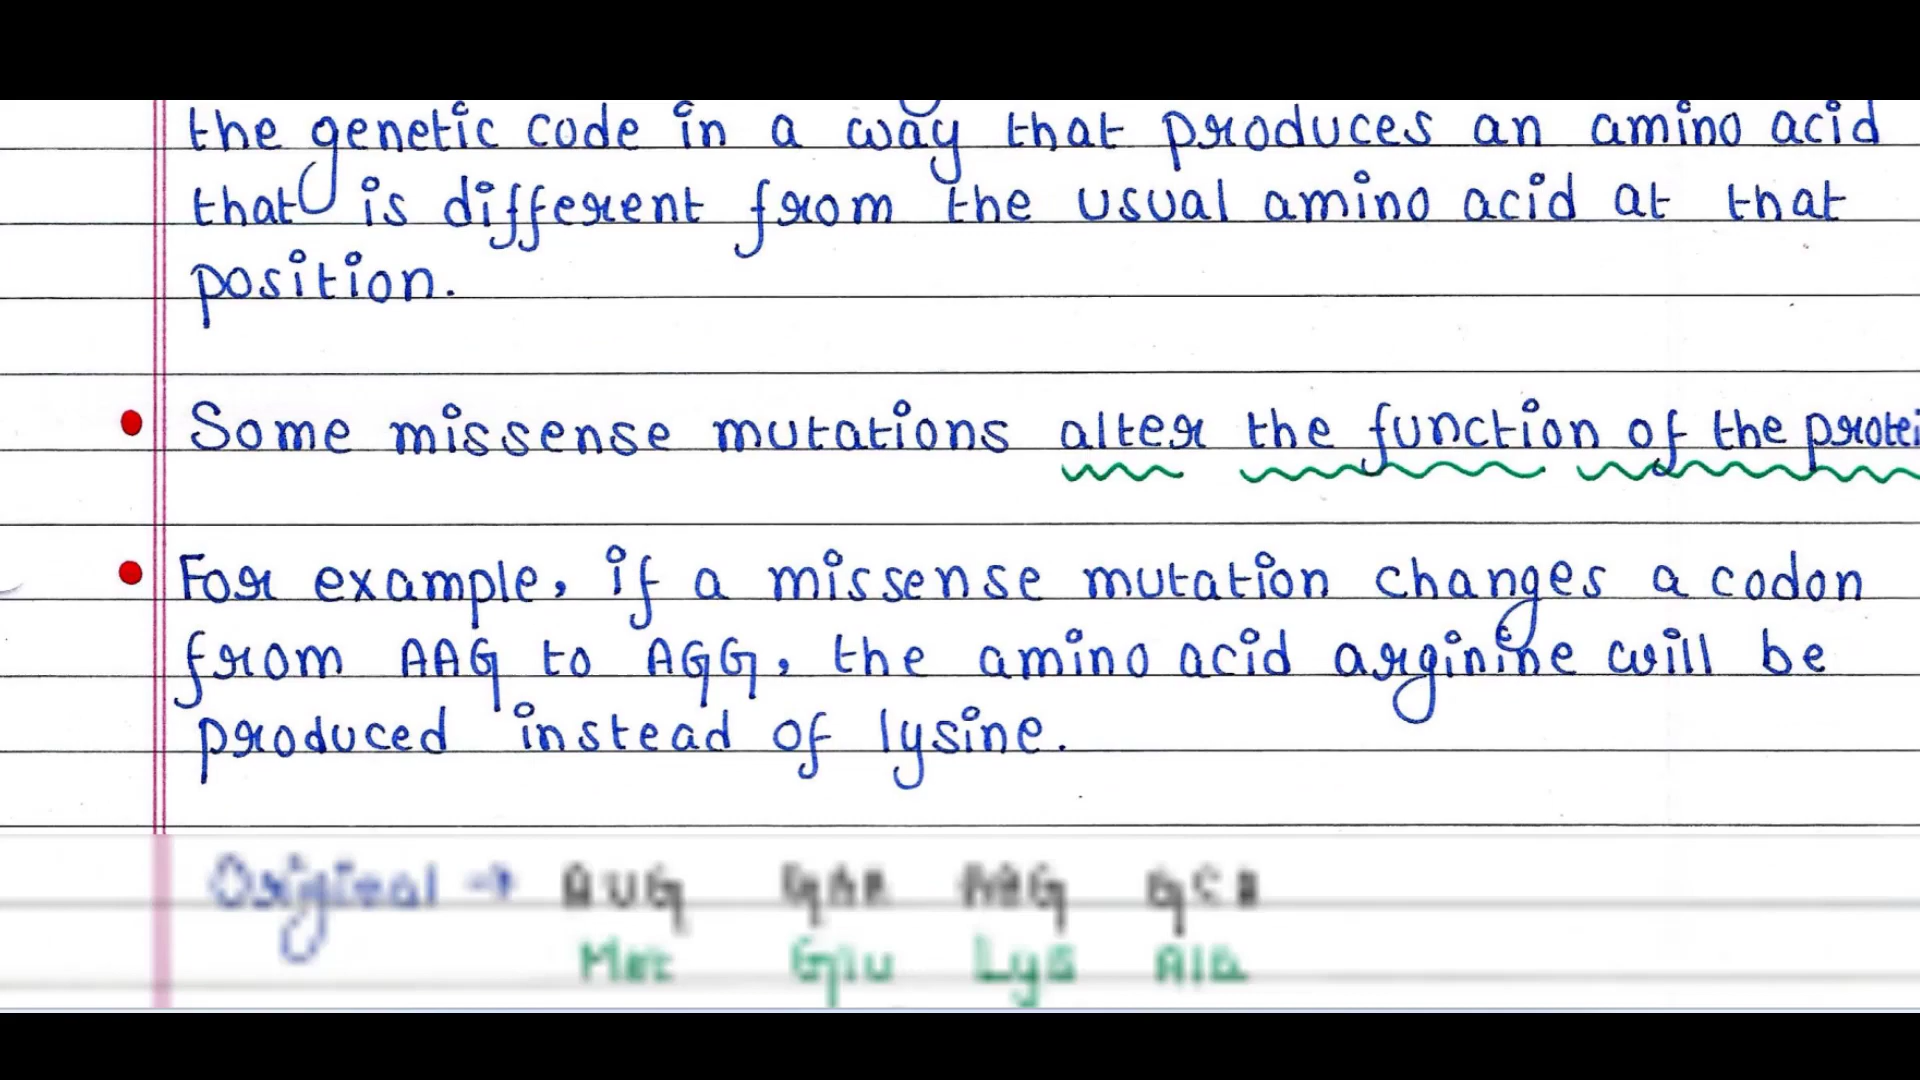 the genetic code in a way that produces an amino acid
that is different from the usual amino acid at that
position.
Some missense mutations alter the function of the protei
For example, if a missense mutation changes a codon
from AAG to AGG, the amino acid arginine will be
produced instead of lysine.
Original → AUG GAA AAG GCA
Met Glu Lys Ala